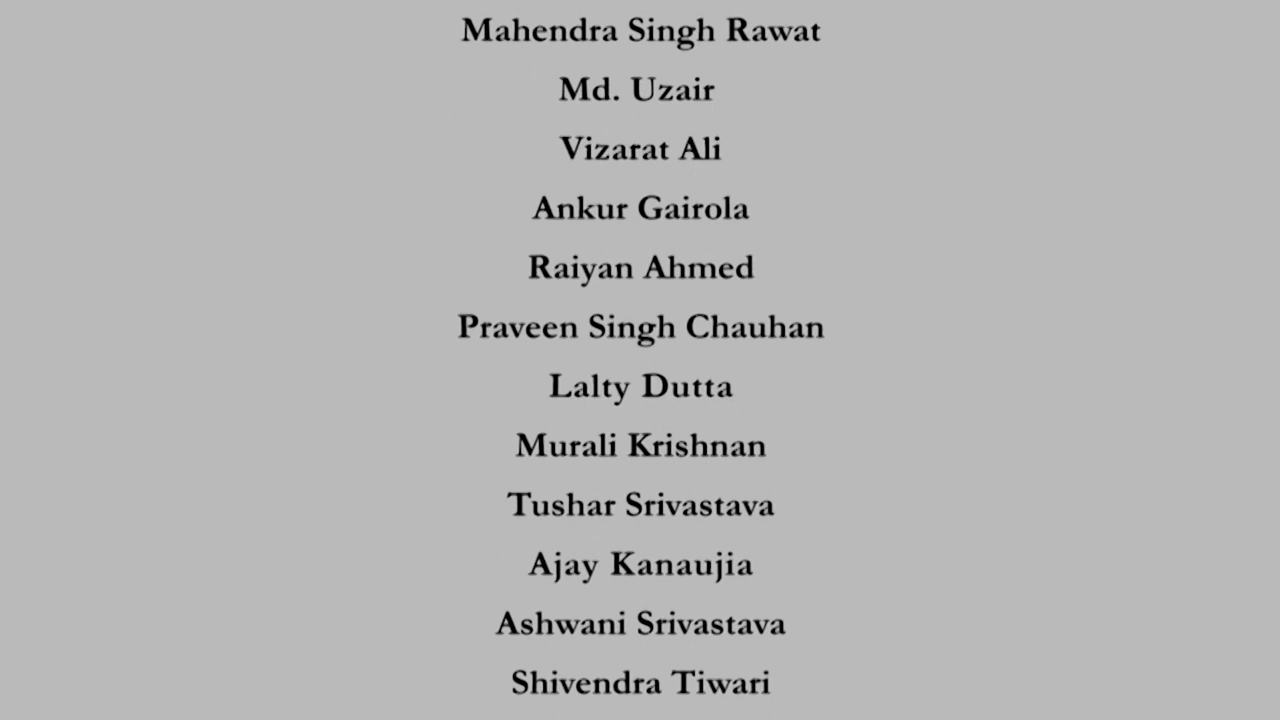 Mahendra Singh Rawat
Md. Uzair
Vizarat Ali
Ankur Gairola
Raiyan Ahmed
Praveen Singh Chauhan
Lalty Dutta
Murali Krishnan
Tushar Srivastava
Ajay Kanaujia
Ashwani Srivastava
Shivendra Tiwari